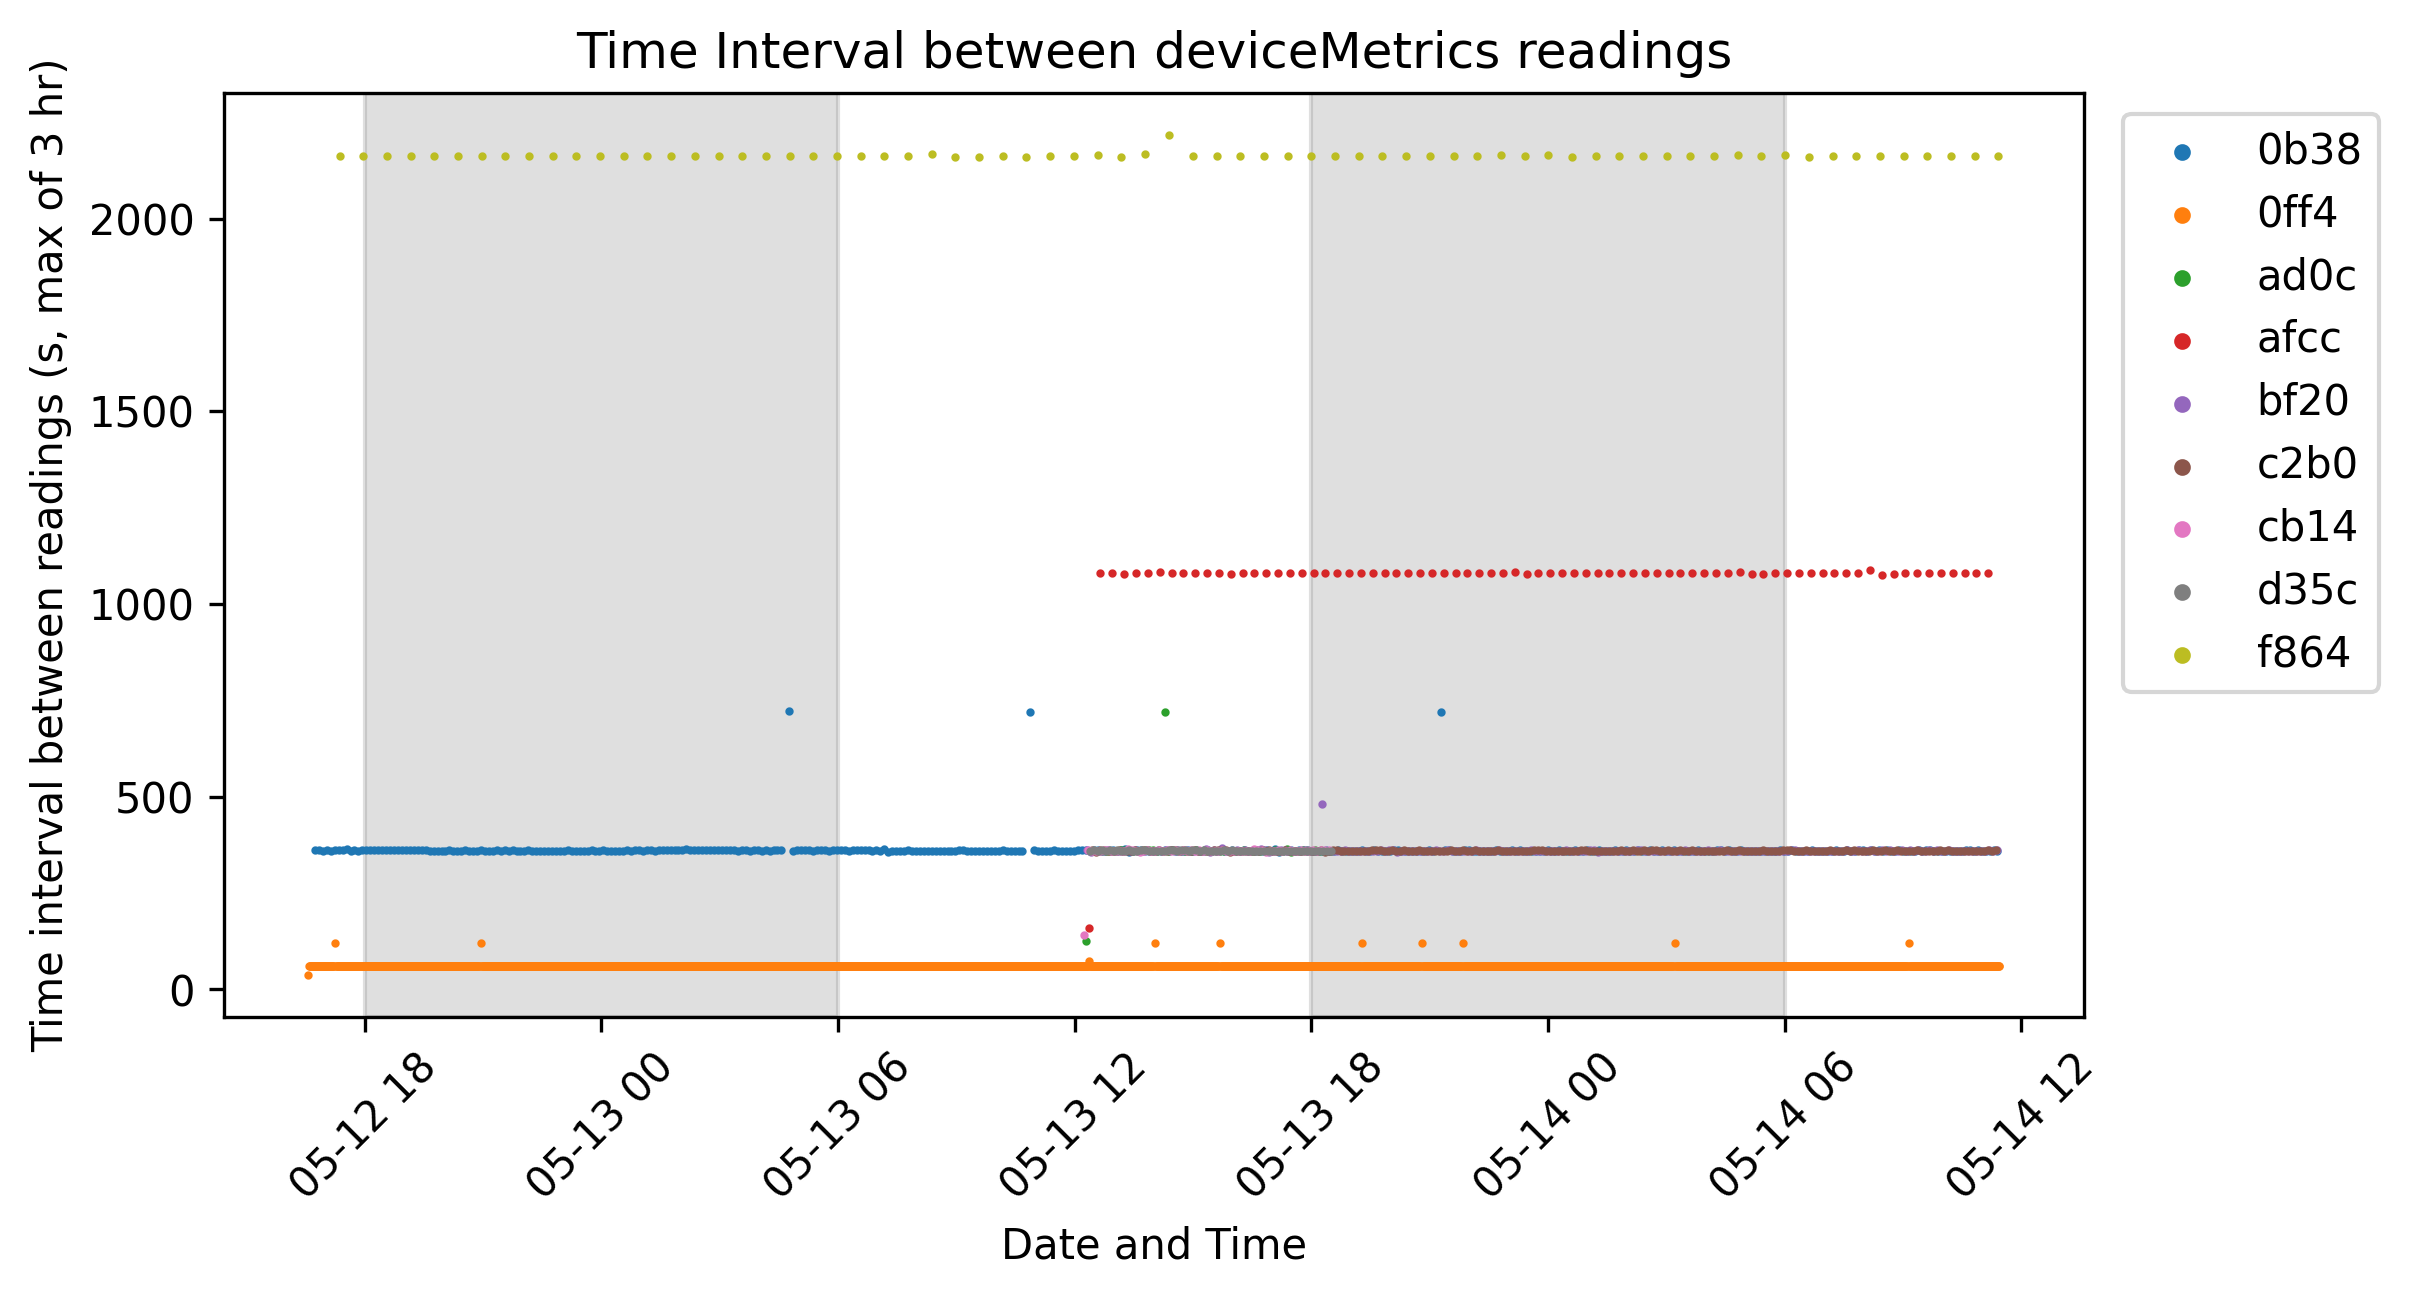 Time Interval between deviceMetrics readings
Time interval between readings (s, max of 3 hr)
2000
1500
1000
500
0
05-12 18
05-13 00
05-13 06
05-13 12
05-13 18
05-14 00
05-14 06
05-14 12
Date and Time
0b38
0ff4
ad0c
afcc
bf20
c2b0
cb14
d35c
f864